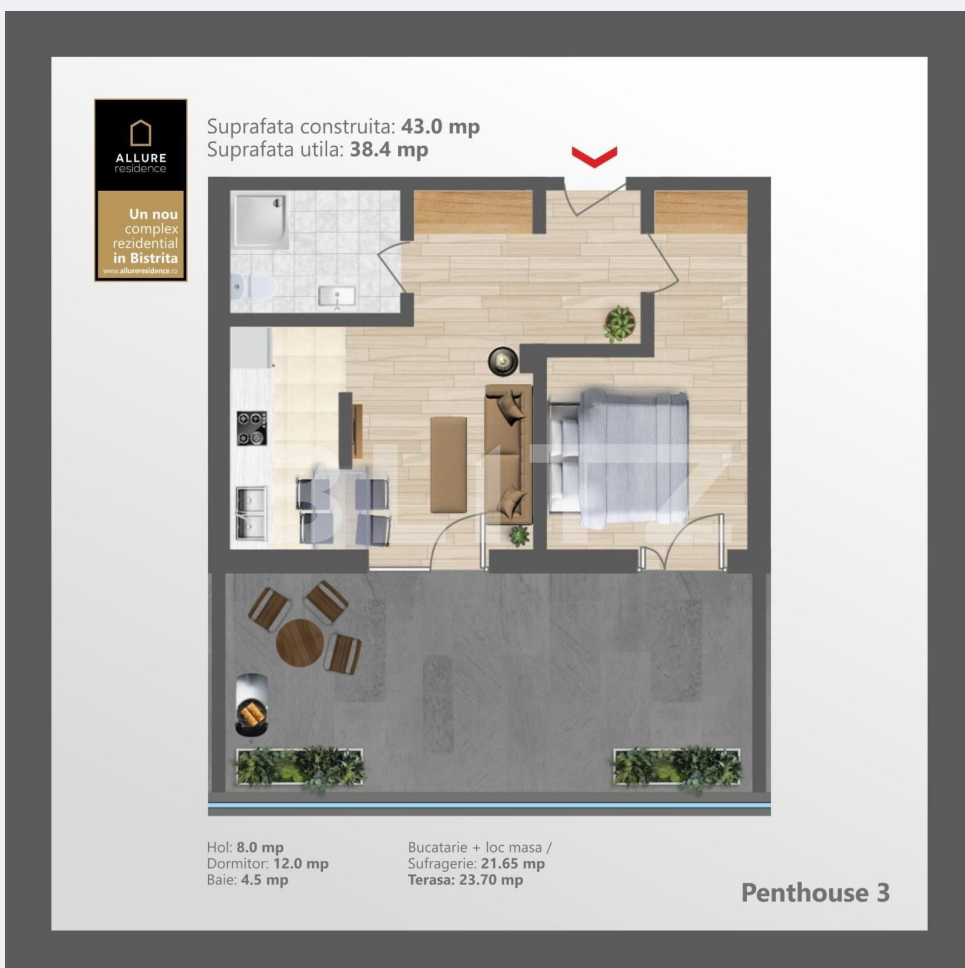 ALLURE
residence
Un nou
complex
rezidential
in Bistrita
www.allureresidence.ro
Suprafata construita: 43.0 mp
Suprafata utila: 38.4 mp
BLITZ
Hol: 8.0 mp
Dormitor: 12.0 mp
Baie: 4.5 mp
Bucatarie + loc masa /
Sufragerie: 21.65 mp
Terasa: 23.70 mp
Penthouse 3